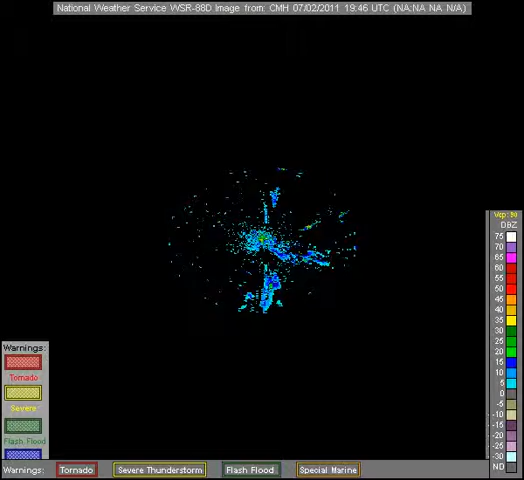 National Weather Service WSR-88D Image from: CMH 07/02/2011 19:46 UTC (NA:NA NA N/A)
Vcp: 90
DBZ
75
70
65
60
55
50
45
40
35
30
25
20
15
10
5
0
-5
-10
-15
-20
-25
-30
ND
Warnings:
Tornado
Severe
Flash Flood
Warnings: Tornado Severe Thunderstorm Flash Flood Special Marine